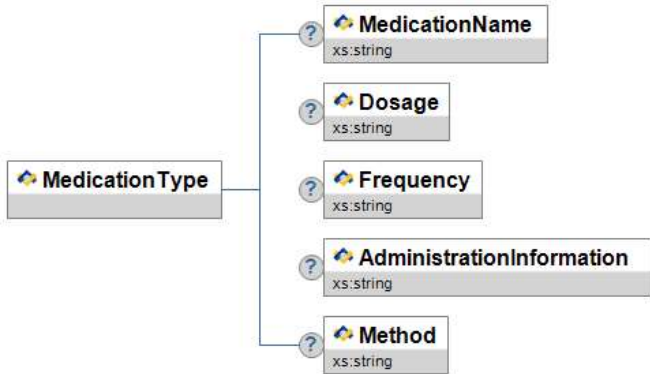 ? MedicationName
xs:string
? Dosage
xs:string
MedicationType
? Frequency
xs:string
? AdministrationInformation
xs:string
? Method
xs:string